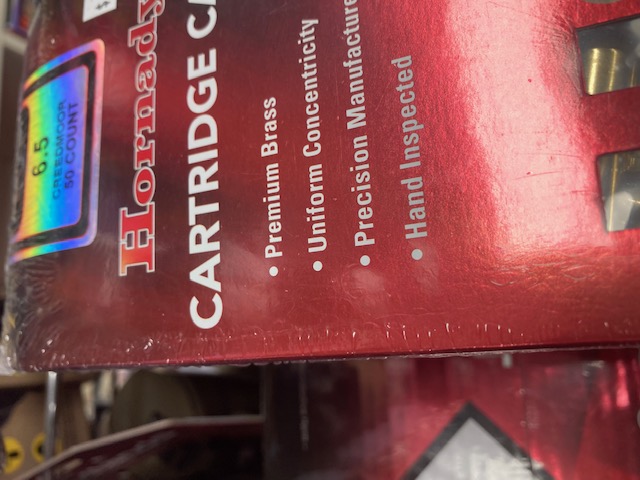 6.5
CREEDMOOR
50 COUNT
Hornady
CARTRIDGE CA
• Premium Brass
• Uniform Concentricity
• Precision Manufacture
• Hand Inspected